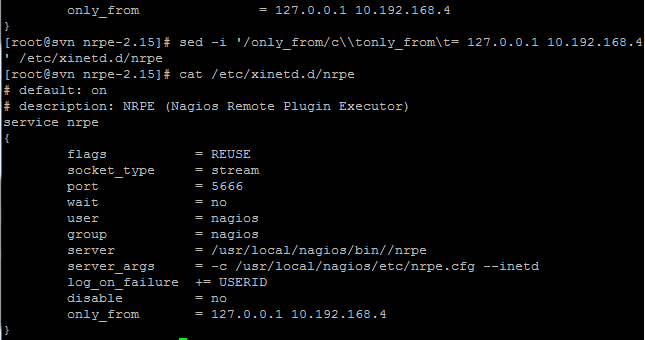 only_from = 127.0.0.1 10.192.168.4
}
[root@svn nrpe-2.15]# sed -i '/only_from/c\\tonly_from\t= 127.0.0.1 10.192.168.4
' /etc/xinetd.d/nrpe
[root@svn nrpe-2.15]# cat /etc/xinetd.d/nrpe
# default: on
# description: NRPE (Nagios Remote Plugin Executor)
service nrpe
{
flags = REUSE
socket_type = stream
port = 5666
wait = no
user = nagios
group = nagios
server = /usr/local/nagios/bin//nrpe
server_args = -c /usr/local/nagios/etc/nrpe.cfg --inetd
log_on_failure += USERID
disable = no
only_from = 127.0.0.1 10.192.168.4
}